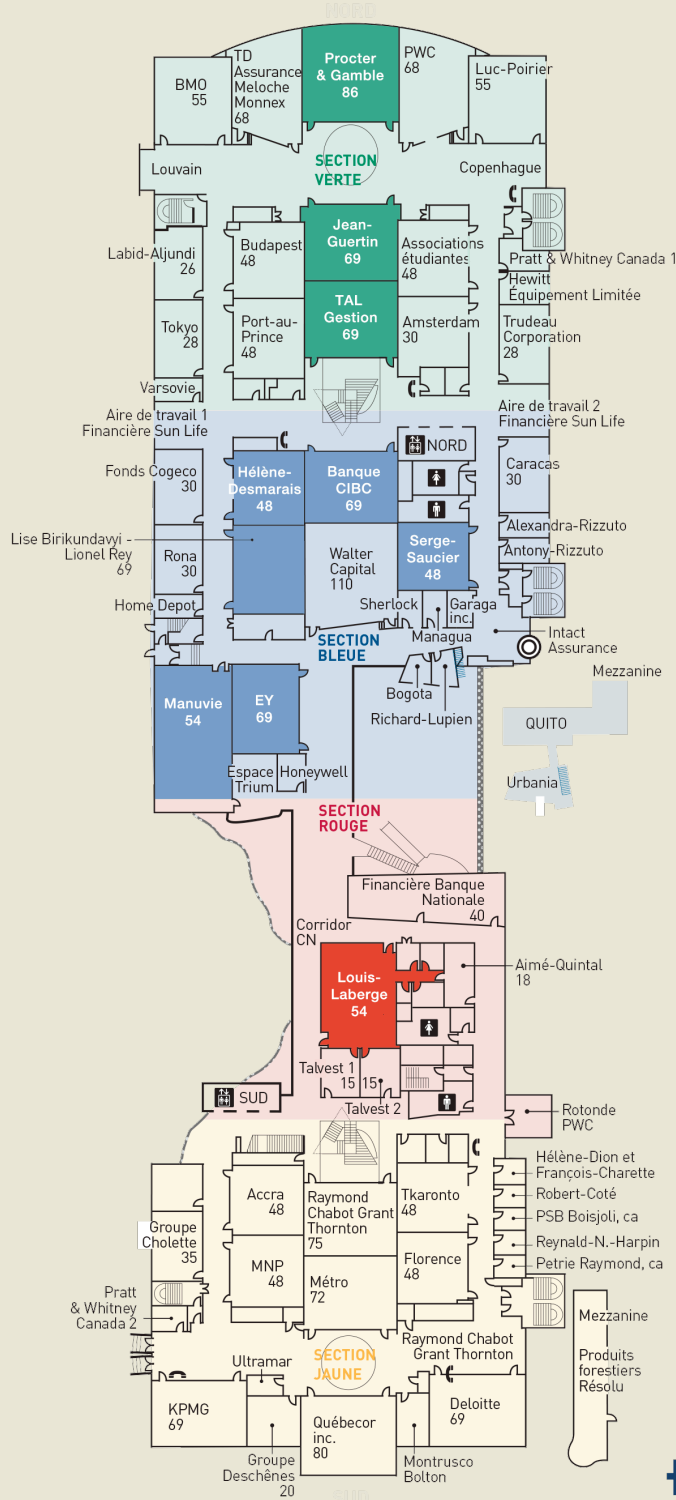 NORD
TD
Assurance
Meloche
Monnex
68
Procter
& Gamble
86
PWC
68
Luc-Poirier
55
BMO
55
SECTION
VERTE
Louvain
Copenhague
Jean-
Guertin
69
Labid-Aljundi
26
Budapest
48
Associations
étudiantes
48
Pratt & Whitney Canada 1
Hewitt
Équipement Limitée
TAL
Gestion
69
Tokyo
28
Port-au-
Prince
48
Amsterdam
30
Trudeau
Corporation
28
Varsovie
Aire de travail 1
Financière Sun Life
Aire de travail 2
Financière Sun Life
NORD
Fonds Cogeco
30
Hélène-
Desmarais
48
Banque
CIBC
69
Caracas
30
Lise Birikundavyi -
Lionel Rey
69
Rona
30
Walter
Capital
110
Serge-
Saucier
48
Alexandra-Rizzuto
Antony-Rizzuto
Home Depot
Sherlock
Garaga
inc.
Managua
SECTION
BLEUE
Intact
Assurance
Manuvie
54
EY
69
Bogota
Richard-Lupien
Mezzanine
QUITO
Urbania
Espace
Trium
Honeywell
SECTION
ROUGE
Financière Banque
Nationale
40
Corridor
CN
Louis-
Laberge
54
Aimé-Quintal
18
Talvest 1
15
15
Talvest 2
SUD
Rotonde
PWC
Hélène-Dion et
François-Charette
Robert-Coté
PSB Boisjoli, ca
Reynald-N.-Harpin
Petrie Raymond, ca
Accra
48
Raymond
Chabot Grant
Thornton
75
Tkaronto
48
Groupe
Cholette
35
MNP
48
Métro
72
Florence
48
Pratt
& Whitney
Canada 2
Mezzanine
Produits
forestiers
Résolu
Ultramar
SECTION
JAUNE
Raymond Chabot
Grant Thornton
KPMG
69
Québecor
inc.
80
Deloitte
69
Groupe
Deschênes
20
Montrusco
Bolton
SUD